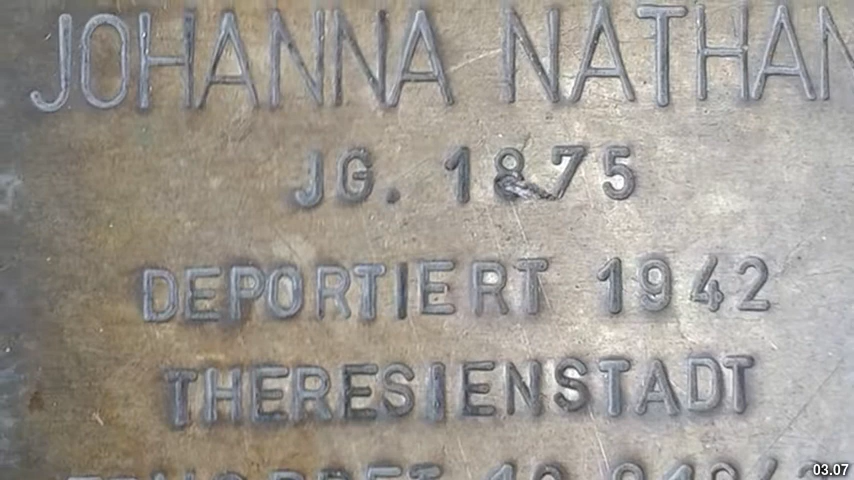 JOHANNA NATHAN
JG. 1875
DEPORTIERT 1942
THERESIENSTADT
03.07